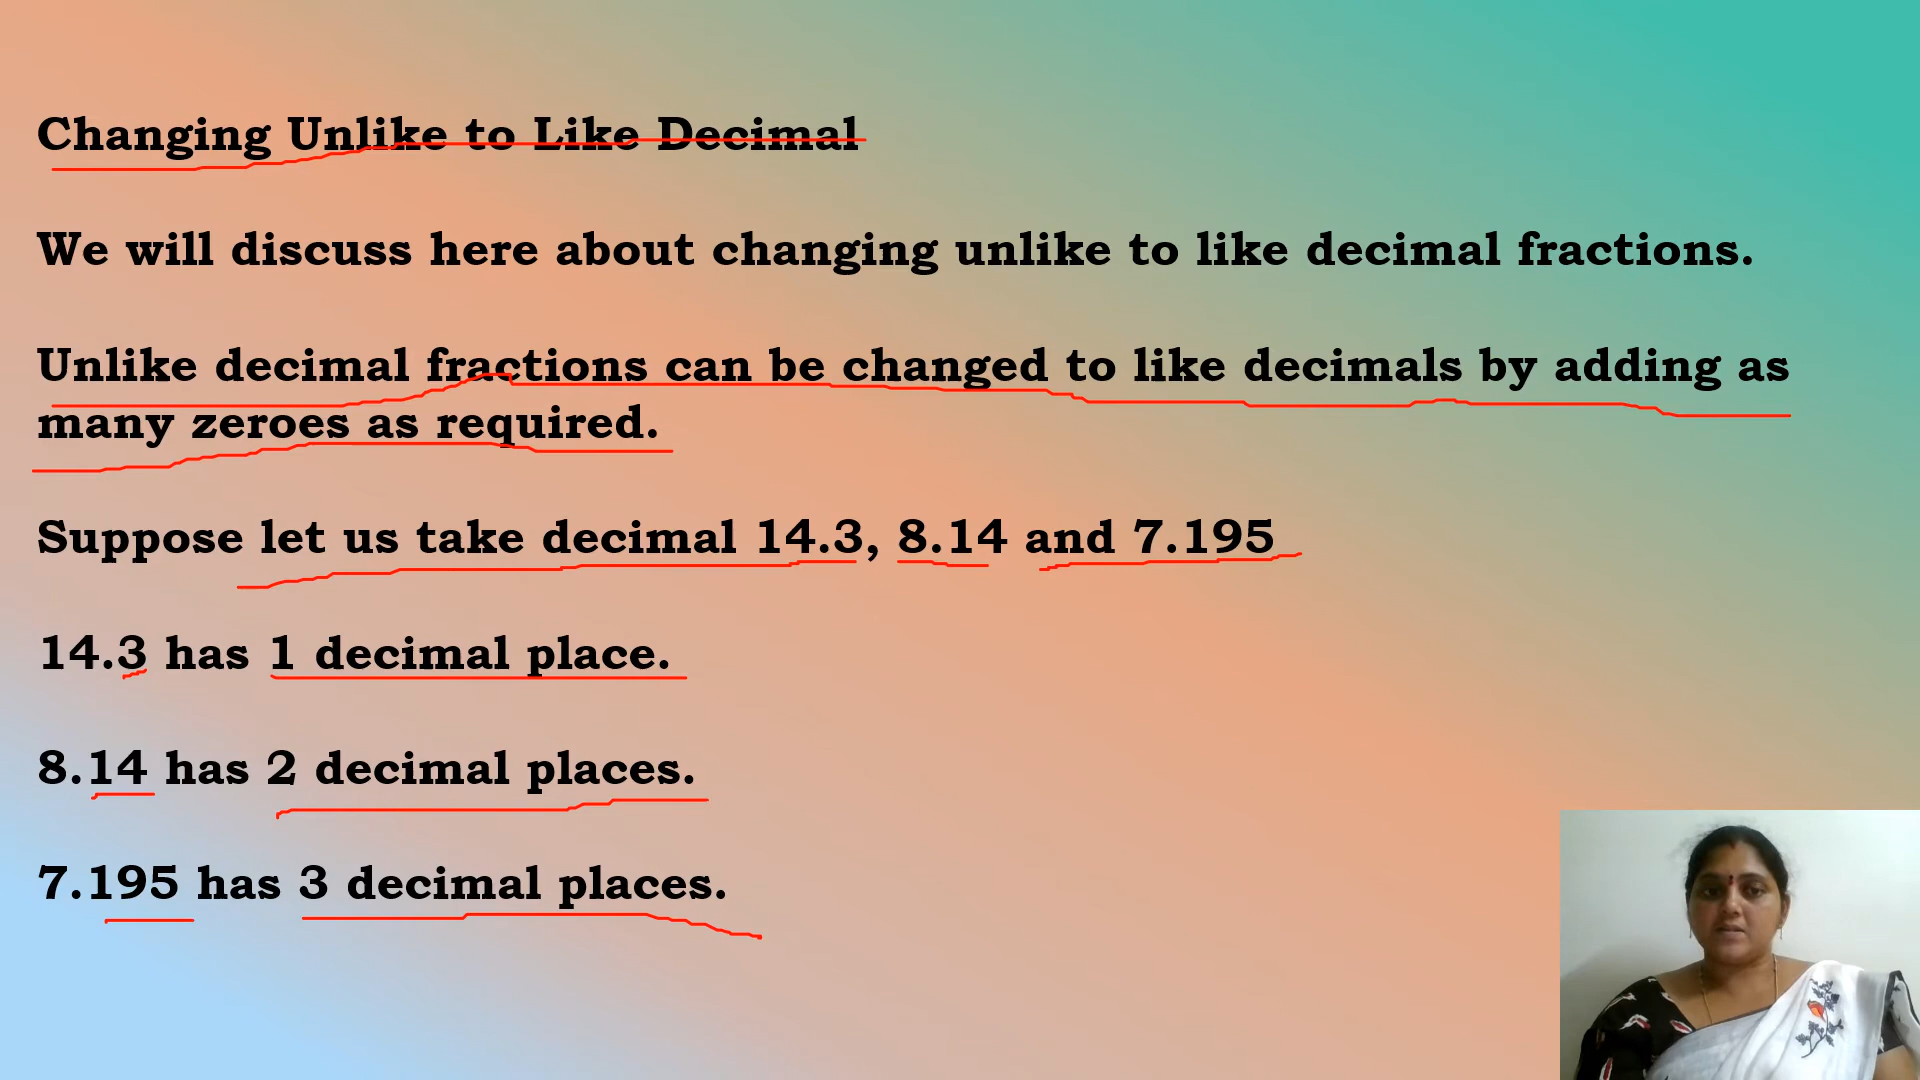 Changing Unlike to Like Decimal
We will discuss here about changing unlike to like decimal fractions.
Unlike decimal fractions can be changed to like decimals by adding as
many zeroes as required.
Suppose let us take decimal 14.3, 8.14 and 7.195
14.3 has 1 decimal place.
8.14 has 2 decimal places.
7.195 has 3 decimal places.